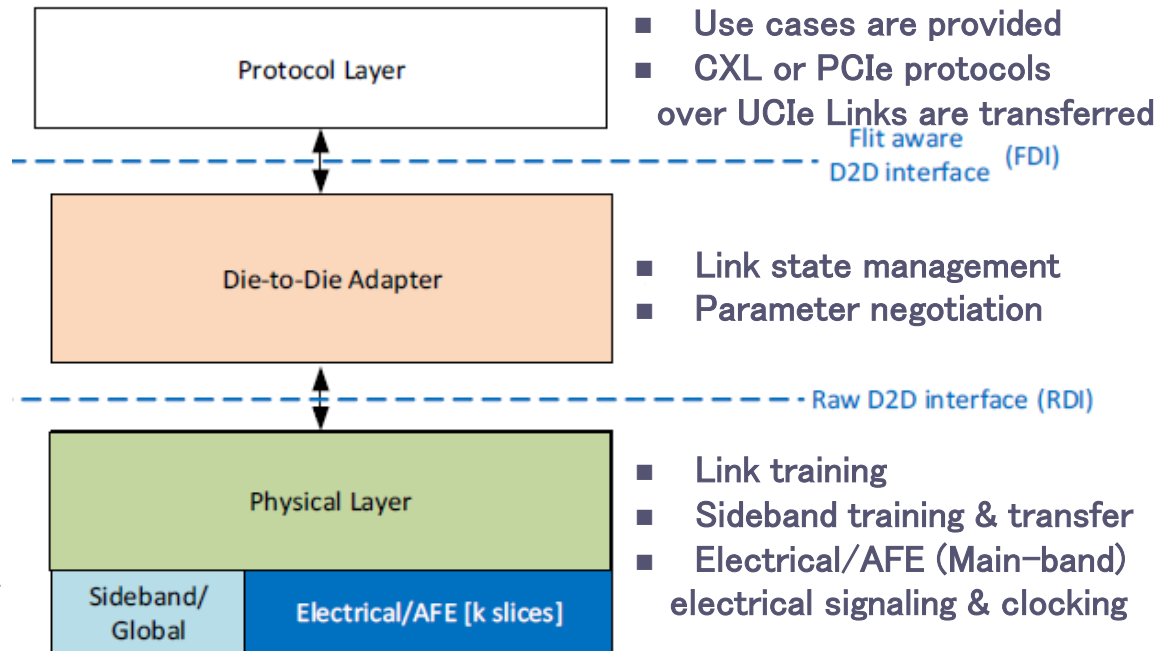 Protocol Layer
■ Use cases are provided
■ CXL or PCIe protocols
over UCIe Links are transferred
Flit aware
D2D interface (FDI)
Die-to-Die Adapter
■ Link state management
■ Parameter negotiation
Raw D2D interface (RDI)
Physical Layer
■ Link training
■ Sideband training & transfer
■ Electrical/AFE (Main-band)
electrical signaling & clocking
Sideband/
Global
Electrical/AFE [k slices]